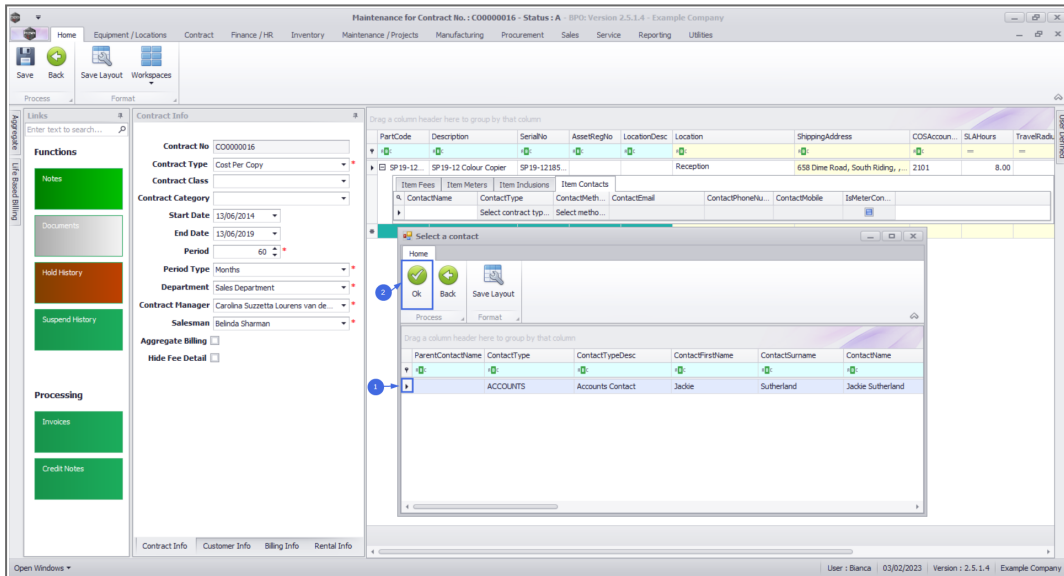 Maintenance for Contract No. : CO0000016 - Status : A - BPO: Version 2.5.1.4 - Example Company
Home Equipment / Locations Contract Finance / HR Inventory Maintenance / Projects Manufacturing Procurement Sales Service Reporting Utilities
Save Back Save Layout Workspaces
Process Format
Aggregate
Life Based Billing
Links
Enter text to search...
Functions
Notes
Documents
Hold History
Suspend History
Processing
Invoices
Credit Notes
Contract Info
Contract No CO0000016
Contract Type Cost Per Copy *
Contract Class
Contract Category
Start Date 13/06/2014
End Date 13/06/2019
Period 60 *
Period Type Months *
Department Sales Department *
Contract Manager Carolina Suzzetta Lourens van de... *
Salesman Belinda Sharman *
Aggregate Billing
Hide Fee Detail
Contract Info Customer Info Billing Info Rental Info
Drag a column header here to group by that column
PartCode Description SerialNo AssetRegNo LocationDesc Location ShippingAddress COSAccoun... SLAHours TravelRadiu
SP19-12... SP19-12 Colour Copier SP19-12185... Reception 658 Dime Road, South Riding, ,... 2101 8.00
Item Fees Item Meters Item Inclusions Item Contacts
ContactName ContactType ContactMeth... ContactEmail ContactPhoneNu... ContactMobile IsMeterCon...
Select contract typ... Select metho...
User Defined
Select a contact
Home
2
Ok Back Save Layout
Process Format
Drag a column header here to group by that column
ParentContactName ContactType ContactTypeDesc ContactFirstName ContactSurname ContactName
1
ACCOUNTS Accounts Contact Jackie Sutherland Jackie Sutherland
Open Windows User : Bianca 03/02/2023 Version : 2.5.1.4 Example Company